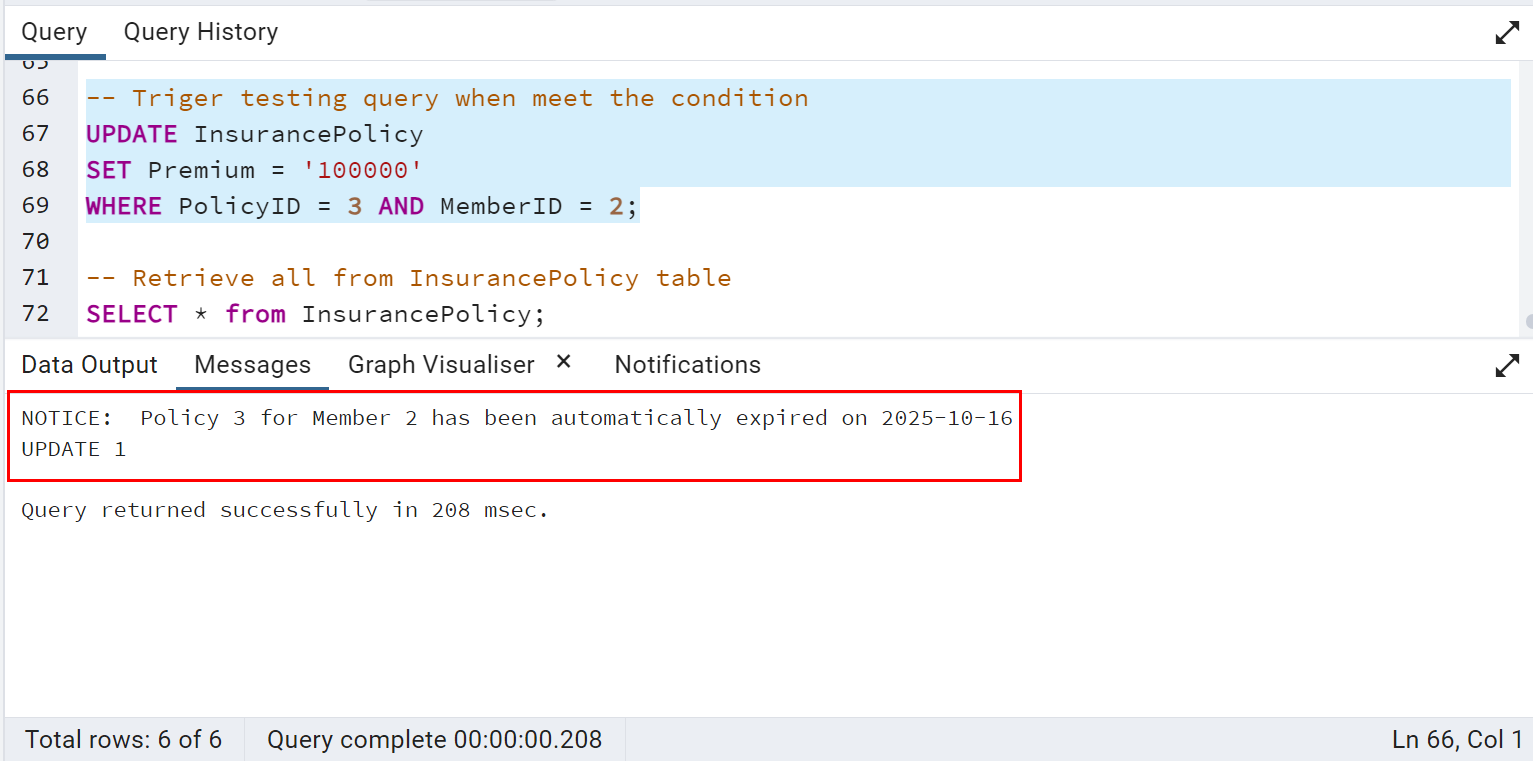 Query Query History
65
66 -- Triger testing query when meet the condition
67 UPDATE InsurancePolicy
68 SET Premium = '100000'
69 WHERE PolicyID = 3 AND MemberID = 2;
70
71 -- Retrieve all from InsurancePolicy table
72 SELECT * from InsurancePolicy;
Data Output Messages Graph Visualiser × Notifications
NOTICE:  Policy 3 for Member 2 has been automatically expired on 2025-10-16
UPDATE 1
Query returned successfully in 208 msec.
Total rows: 6 of 6 Query complete 00:00:00.208 Ln 66, Col 1